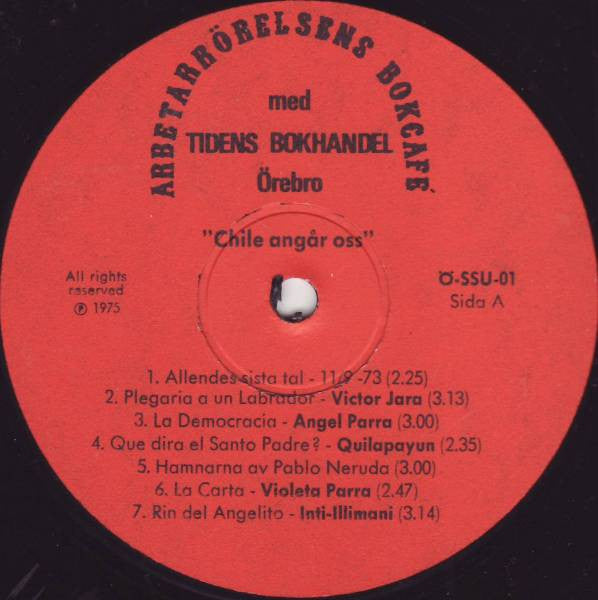 ARBETARRÖRELSENS BOKCAFÉ
med
TIDENS BOKHANDEL
Örebro
"Chile angår oss"
All rights
reserved
℗ 1975
Ö-SSU-01
Sida A
1. Allendes sista tal - 11/9 -73 (2.25)
2. Plegaria a un Labrador - Victor Jara (3.13)
3. La Democracia - Angel Parra (3.00)
4. Que dira el Santo Padre? - Quilapayun (2.35)
5. Hamnarna av Pablo Neruda (3.00)
6. La Carta - Violeta Parra (2.47)
7. Rin del Angelito - Inti-Illimani (3.14)